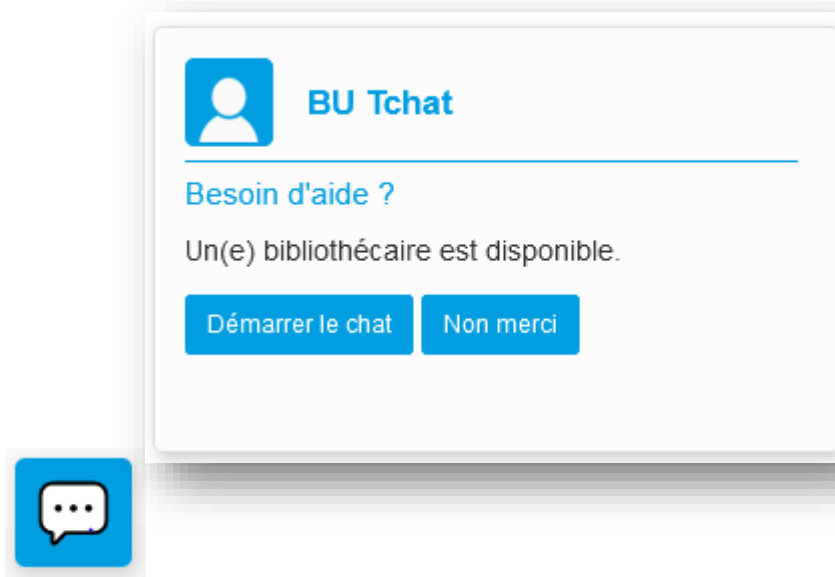 BU Tchat
Besoin d'aide ?
Un(e) bibliothécaire est disponible.
Démarrer le chat
Non merci